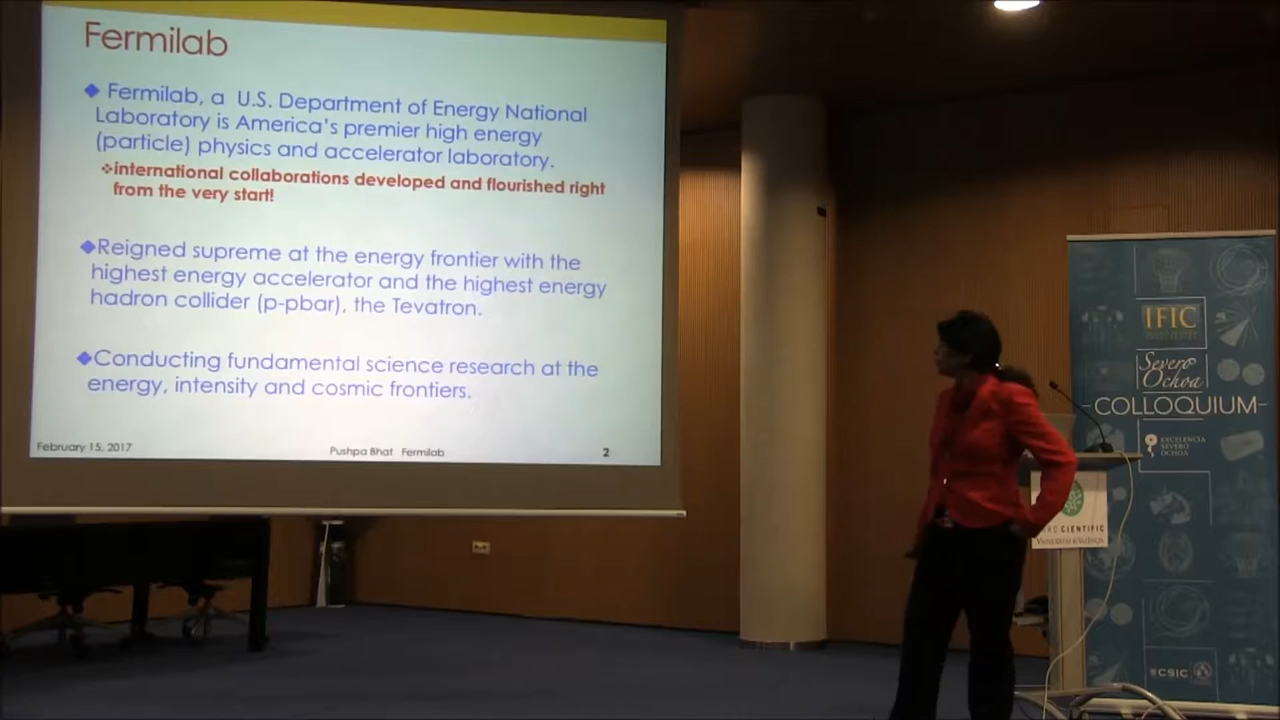 Fermilab
◆ Fermilab, a U.S. Department of Energy National
Laboratory is America's premier high energy
(particle) physics and accelerator laboratory.
❖international collaborations developed and flourished right
from the very start!
◆Reigned supreme at the energy frontier with the
highest energy accelerator and the highest energy
hadron collider (p-pbar), the Tevatron.
◆Conducting fundamental science research at the
energy, intensity and cosmic frontiers.
February 15, 2017
Pushpa Bhat Fermilab
2
IFIC
Severo
Ochoa
COLLOQUIUM
EXCELENCIA
SEVERO
OCHOA
CIENTÍFIC
CSIC